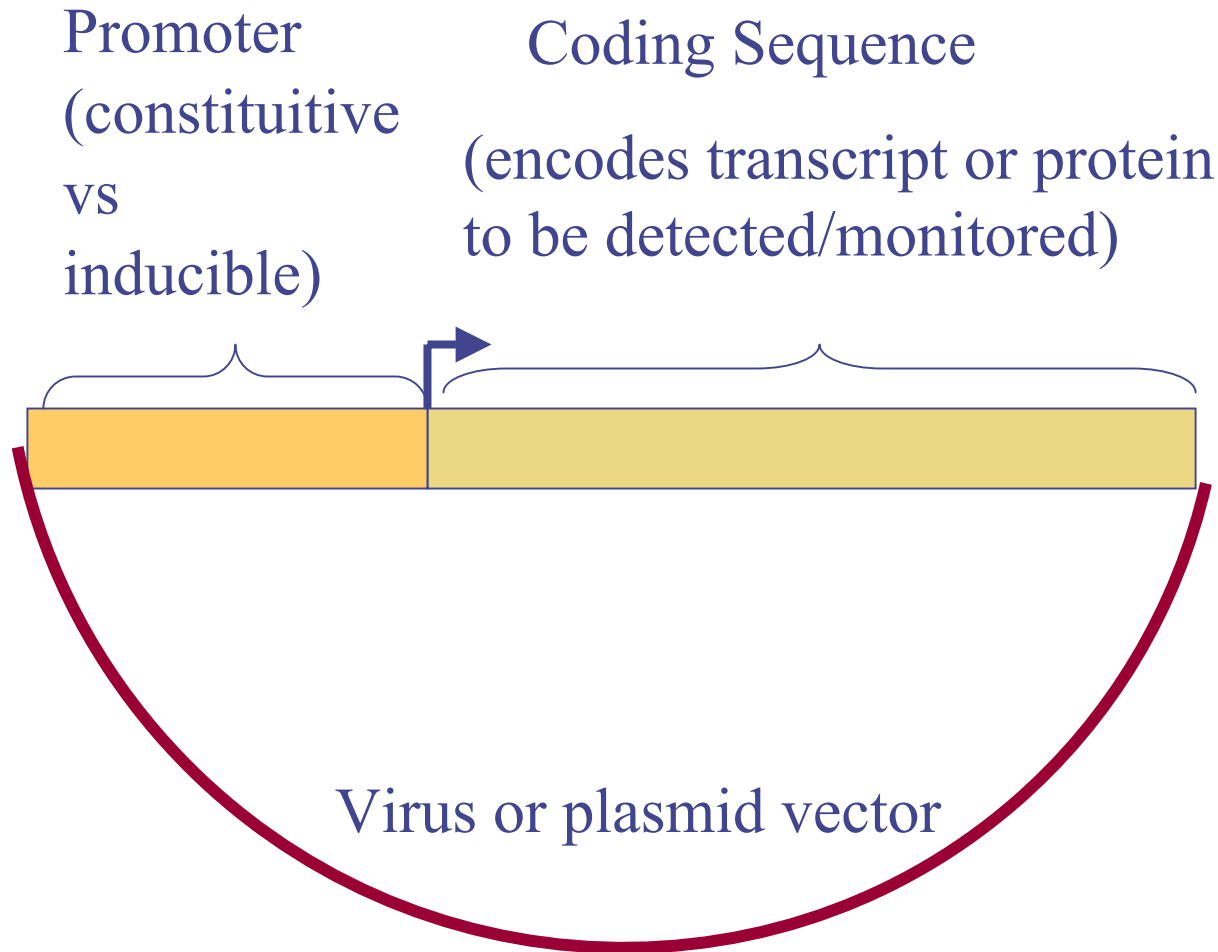 Promoter
(constituitive
vs
inducible)
Coding Sequence
(encodes transcript or protein
to be detected/monitored)
Virus or plasmid vector